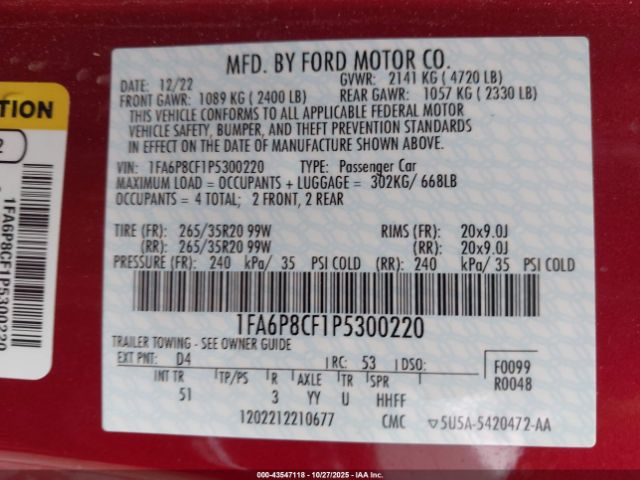 MFD. BY FORD MOTOR CO.
DATE: 12/22 GVWR: 2141 KG ( 4720 LB)
FRONT GAWR: 1089 KG ( 2400 LB) REAR GAWR: 1057 KG ( 2330 LB)
THIS VEHICLE CONFORMS TO ALL APPLICABLE FEDERAL MOTOR
VEHICLE SAFETY, BUMPER, AND THEFT PREVENTION STANDARDS
IN EFFECT ON THE DATE OF MANUFACTURE SHOWN ABOVE.
VIN: 1FA6P8CF1P5300220 TYPE: Passenger Car
MAXIMUM LOAD = OCCUPANTS + LUGGAGE = 302KG/ 668LB
OCCUPANTS = 4 TOTAL; 2 FRONT, 2 REAR
TIRE (FR): 265/35R20 99W RIMS (FR): 20x9.0J
(RR): 265/35R20 99W (RR): 20x9.0J
PRESSURE (FR): 240 kPa/ 35 PSI COLD (RR): 240 kPa/ 35 PSI COLD
1FA6P8CF1P5300220
TRAILER TOWING - SEE OWNER GUIDE
EXT PNT: D4 RC: 53 DSO: F0099
INT TR TP/PS R AXLE TR SPR R0048
51 3 YY U HHFF
1202212210677 CMC 5U5A-5420472-AA
TION
2
1FA6P8CF1P5300220
000-43547118 - 10/27/2025 - Copyright © IAA, Inc.